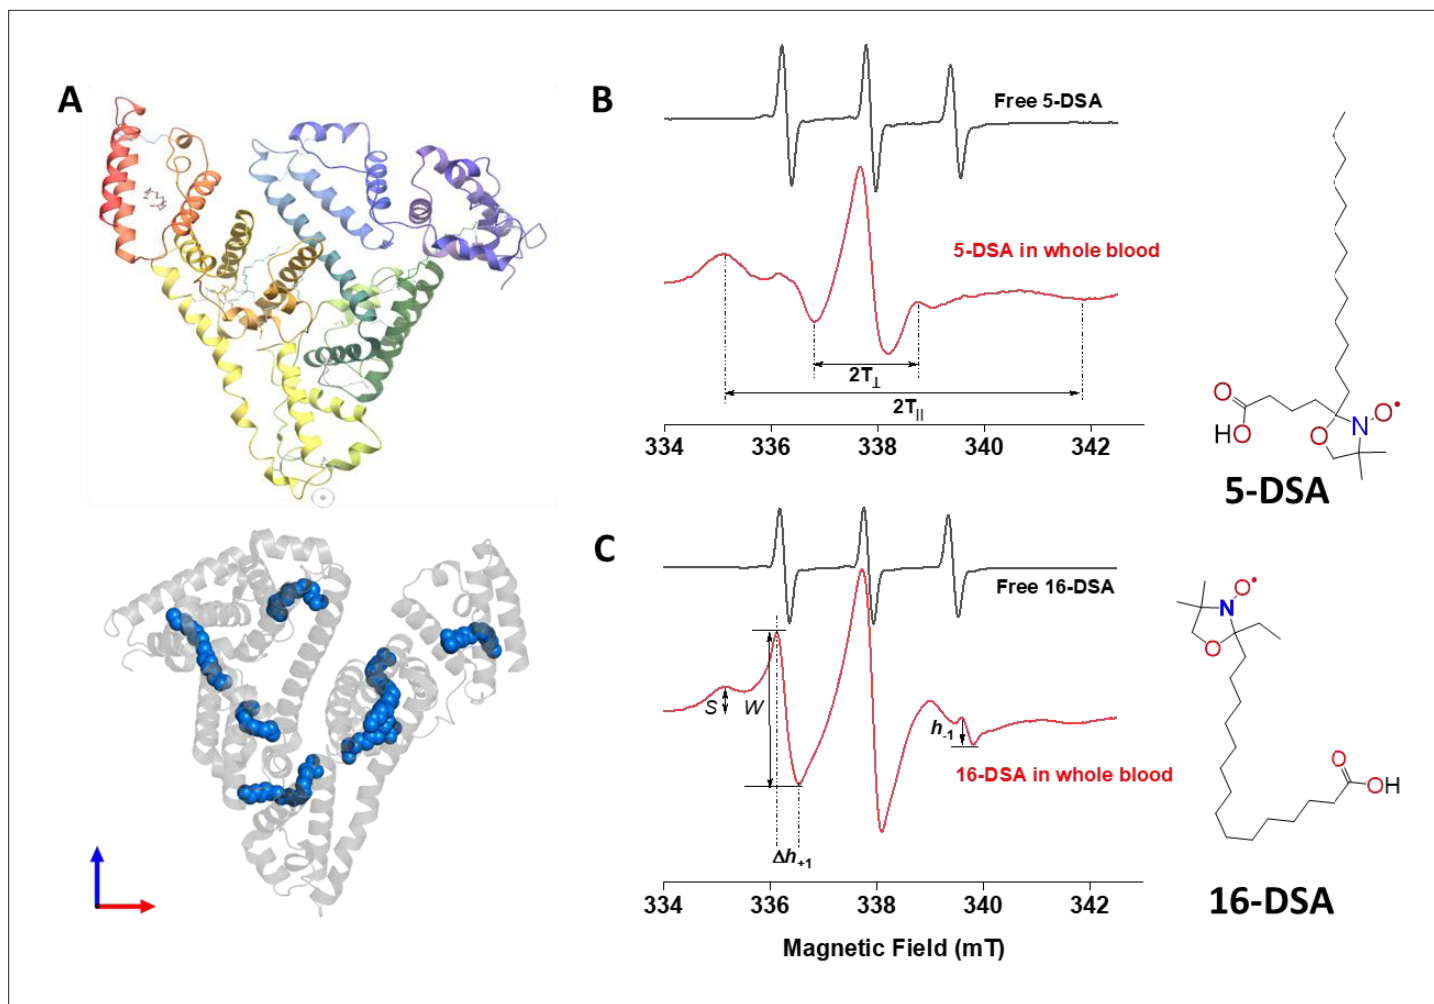 A
B
Free 5-DSA
5-DSA in whole blood
2T⊥
2T||
334 336 338 340 342
O
HO
O
N
O•
5-DSA
C
Free 16-DSA
S
W
h-1
16-DSA in whole blood
Δh+1
334 336 338 340 342
Magnetic Field (mT)
O•
N
O
O
OH
16-DSA